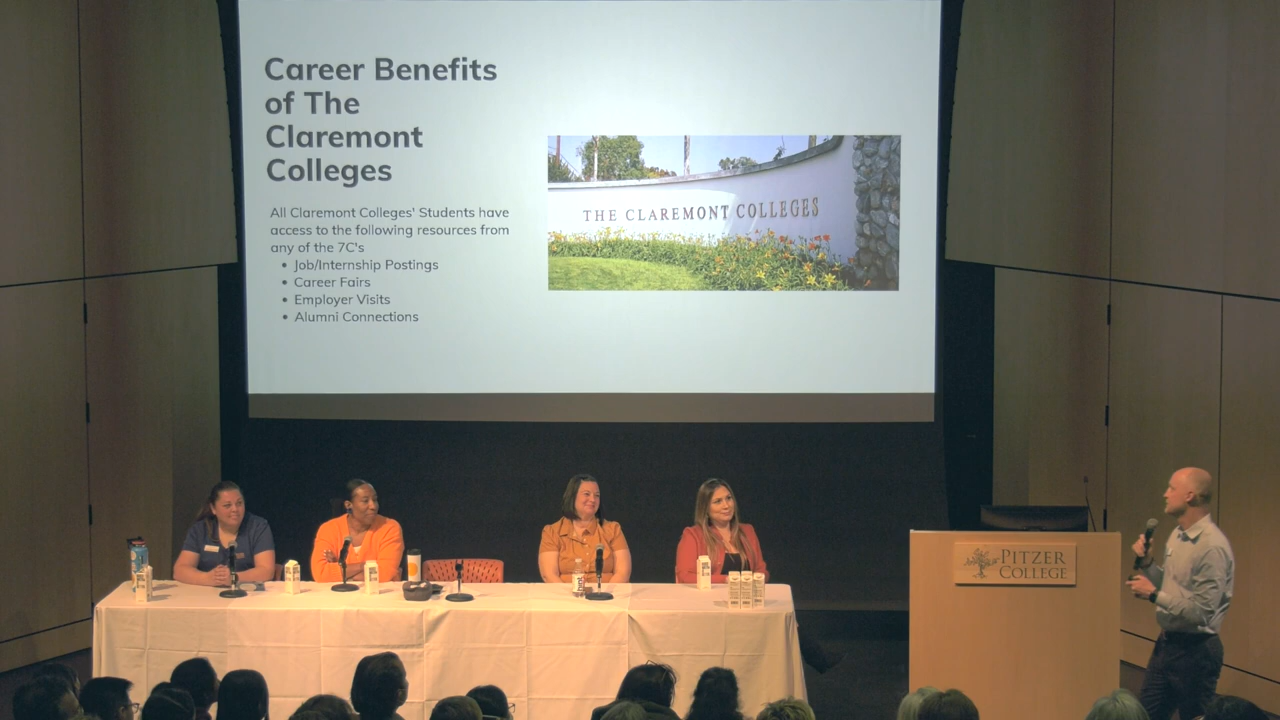 Career Benefits
of The
Claremont
Colleges
All Claremont Colleges' Students have
access to the following resources from
any of the 7C's
• Job/Internship Postings
• Career Fairs
• Employer Visits
• Alumni Connections
THE CLAREMONT COLLEGES
PITZER
COLLEGE